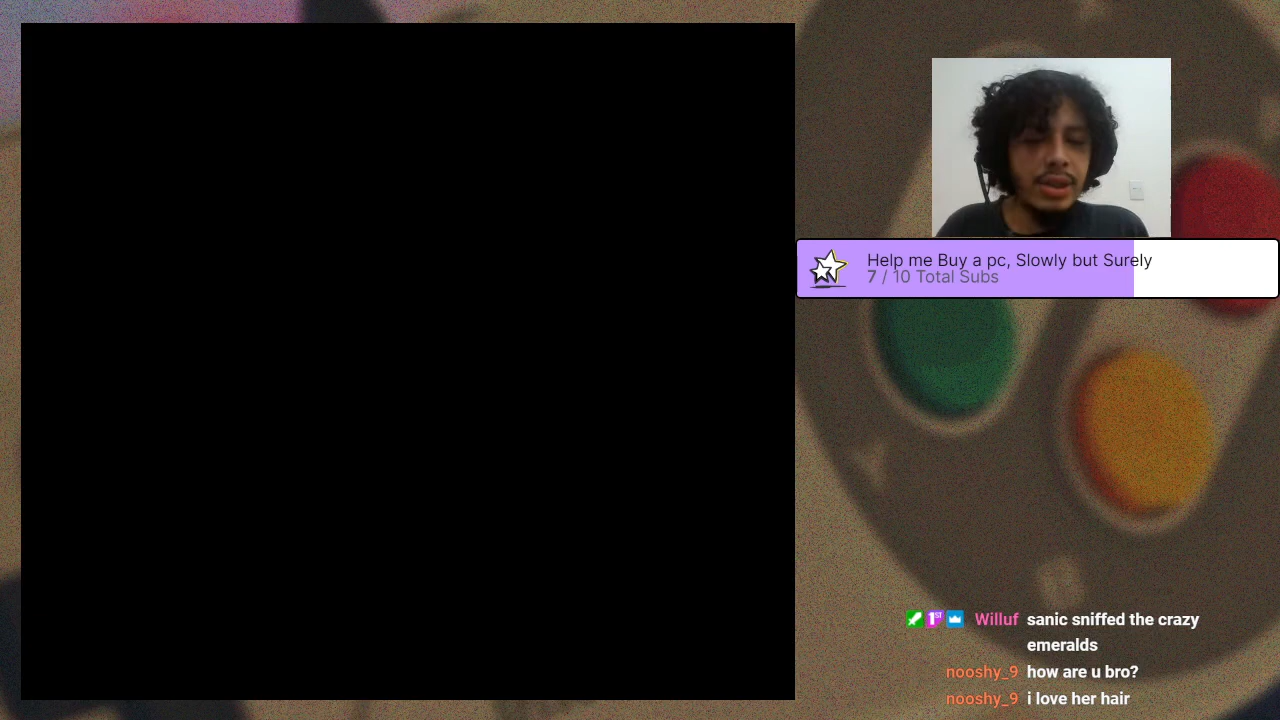 Help me Buy a pc, Slowly but Surely
7 / 10 Total Subs
1ST Willuf sanic sniffed the crazy
emeralds
nooshy_9 how are u bro?
nooshy_9 i love her hair